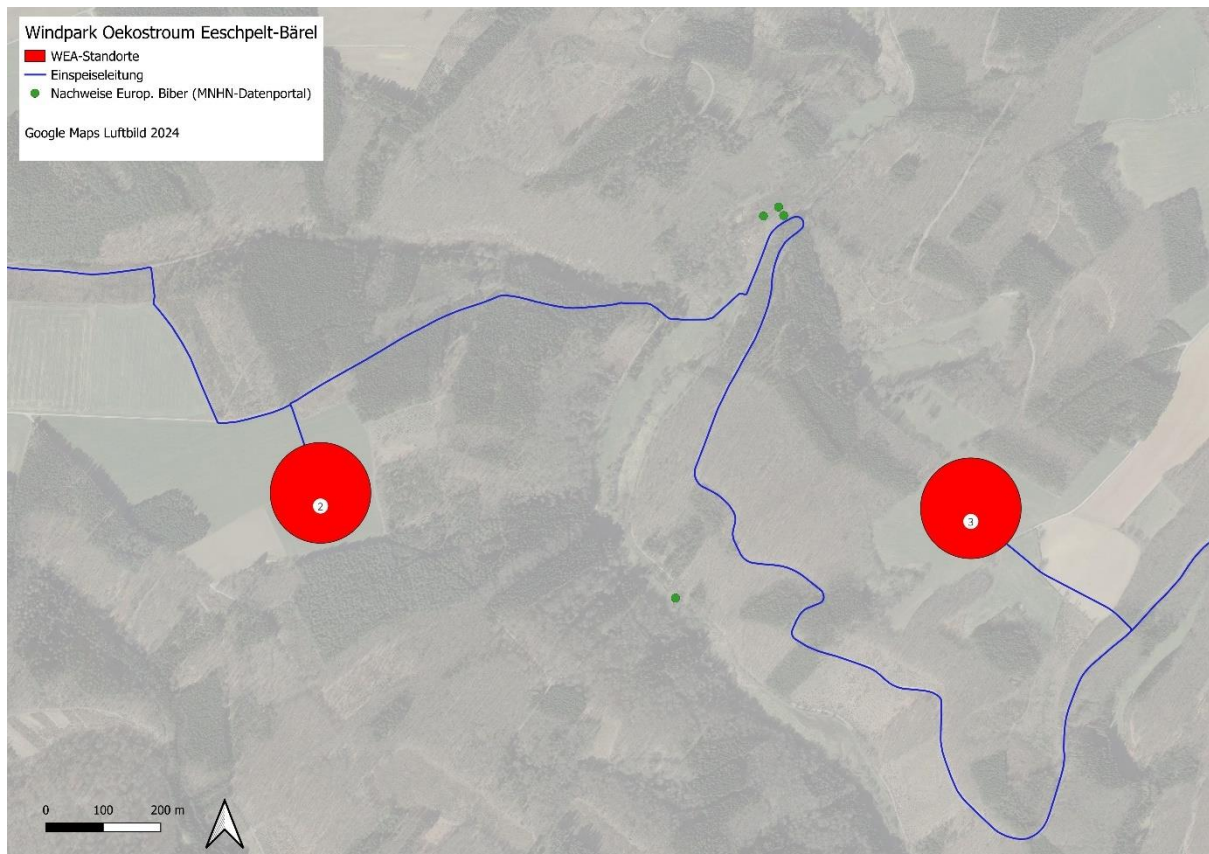 Windpark Oekostroum Eeschpelt-Bärel
WEA-Standorte
Einspeiseleitung
Nachweise Europ. Biber (MNHN-Datenportal)
Google Maps Luftbild 2024
2
3
0 100 200 m